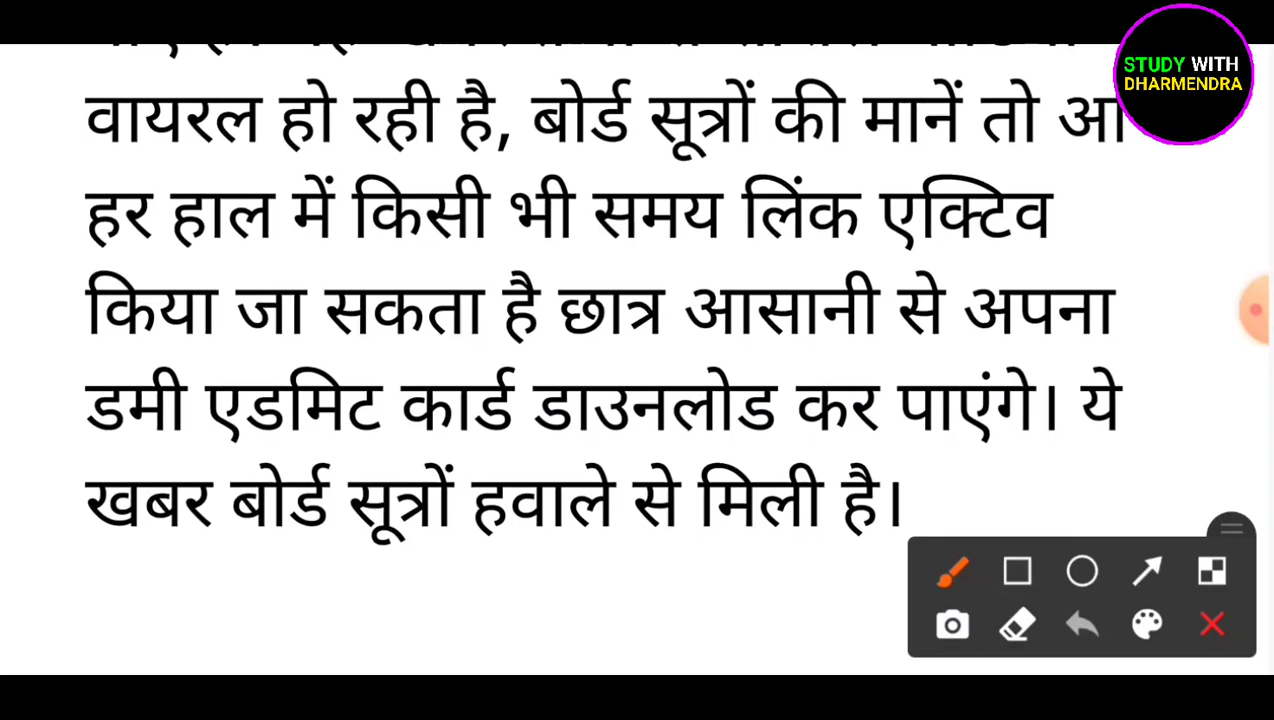 STUDY WITH
DHARMENDRA
वायरल हो रही है, बोर्ड सूत्रों की मानें तो
हर हाल में किसी भी समय लिंक एक्टिव
किया जा सकता है छात्र आसानी से अपना
डमी एडमिट कार्ड डाउनलोड कर पाएंगे। ये
खबर बोर्ड सूत्रों हवाले से मिली है।